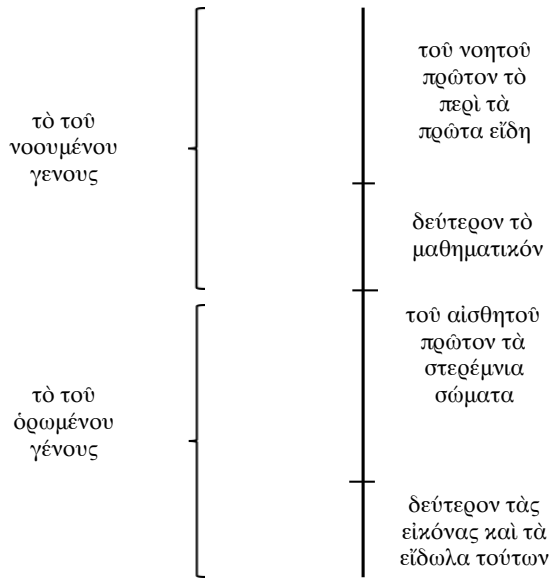 τὸ τοῦ
νοουμένου
γενους
τοῦ νοητοῦ
πρῶτον τὸ
περὶ τὰ
πρῶτα εἴδη
δεύτερον τὸ
μαθηματικόν
τὸ τοῦ
ὁρωμένου
γένους
τοῦ αἰσθητοῦ
πρῶτον τὰ
στερέμνια
σώματα
δεύτερον τὰς
εἰκόνας καὶ τὰ
εἴδωλα τούτων